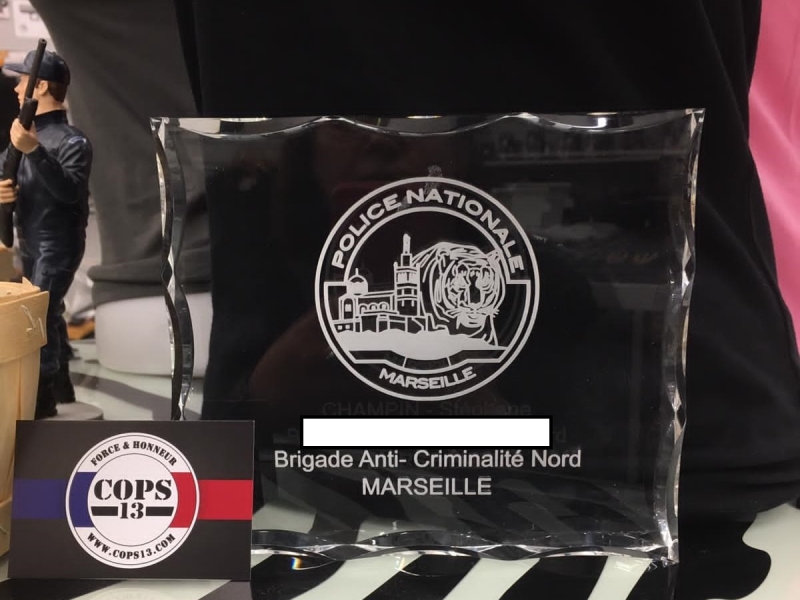 POLICE NATIONALE
MARSEILLE
Brigade Anti- Criminalité Nord
MARSEILLE
FORCE & HONNEUR
COPS
13
WWW.COPS13.COM